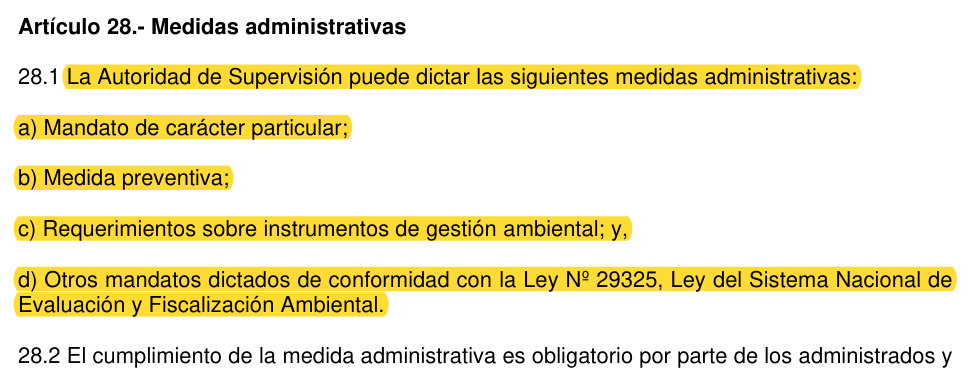 Artículo 28.- Medidas administrativas
28.1 La Autoridad de Supervisión puede dictar las siguientes medidas administrativas:
a) Mandato de carácter particular;
b) Medida preventiva;
c) Requerimientos sobre instrumentos de gestión ambiental; y,
d) Otros mandatos dictados de conformidad con la Ley Nº 29325, Ley del Sistema Nacional de
Evaluación y Fiscalización Ambiental.
28.2 El cumplimiento de la medida administrativa es obligatorio por parte de los administrados y